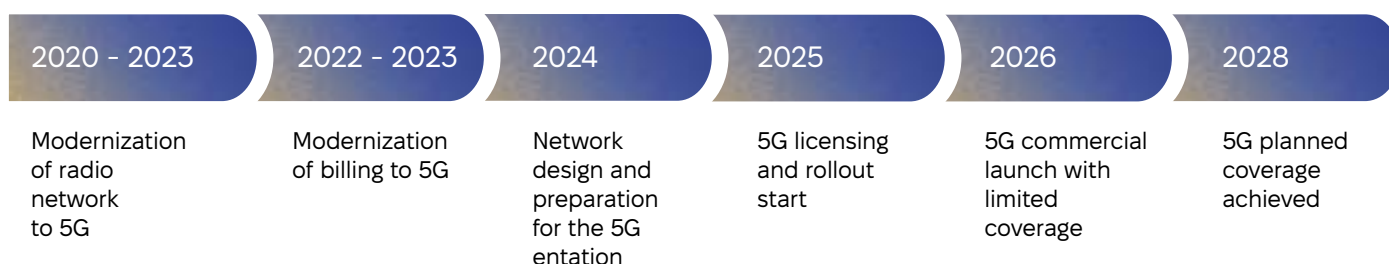 2020 - 2023
Modernization
of radio
network
to 5G
2022 - 2023
Modernization
of billing to 5G
2024
Network
design and
preparation
for the 5G
entation
2025
5G licensing
and rollout
start
2026
5G commercial
launch with
limited
coverage
2028
5G planned
coverage
achieved